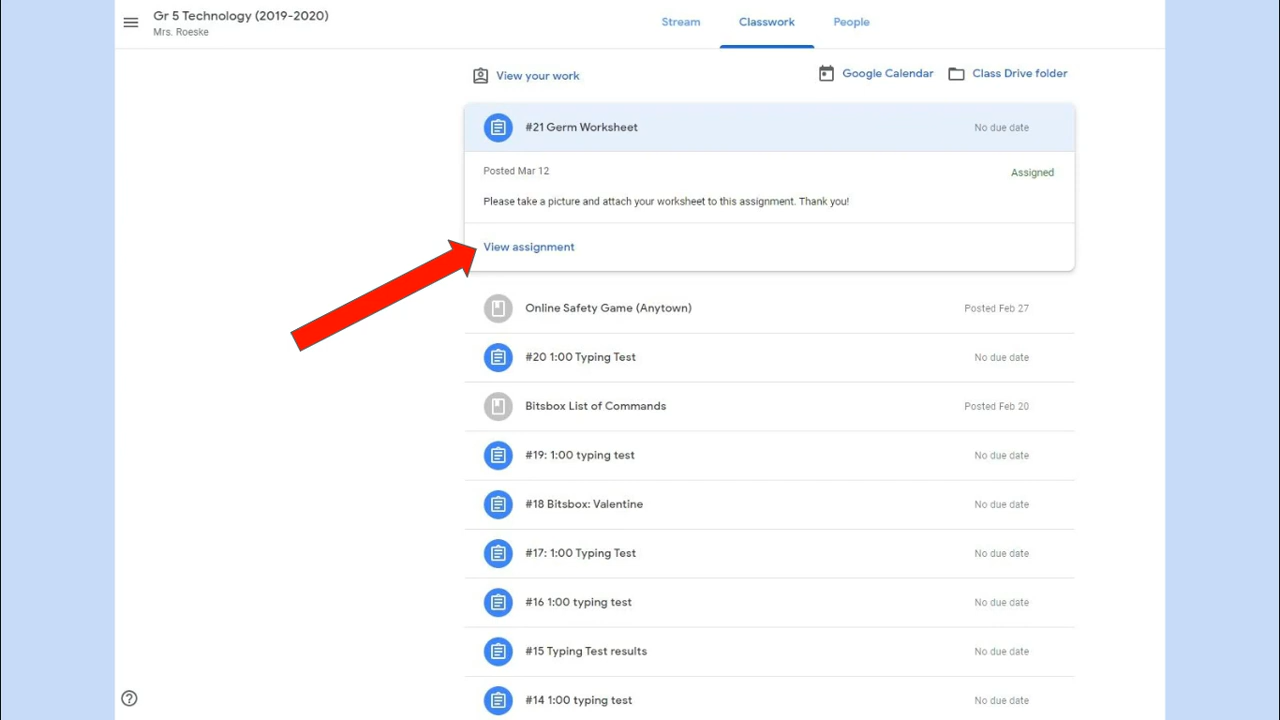 Gr 5 Technology (2019-2020)
Mrs. Roeske
Stream Classwork People
View your work Google Calendar Class Drive folder
#21 Germ Worksheet No due date
Posted Mar 12 Assigned
Please take a picture and attach your worksheet to this assignment. Thank you!
View assignment
Online Safety Game (Anytown) Posted Feb 27
#20 1:00 Typing Test No due date
Bitsbox List of Commands Posted Feb 20
#19: 1:00 typing test No due date
#18 Bitsbox: Valentine No due date
#17: 1:00 Typing Test No due date
#16 1:00 typing test No due date
#15 Typing Test results No due date
#14 1:00 typing test No due date